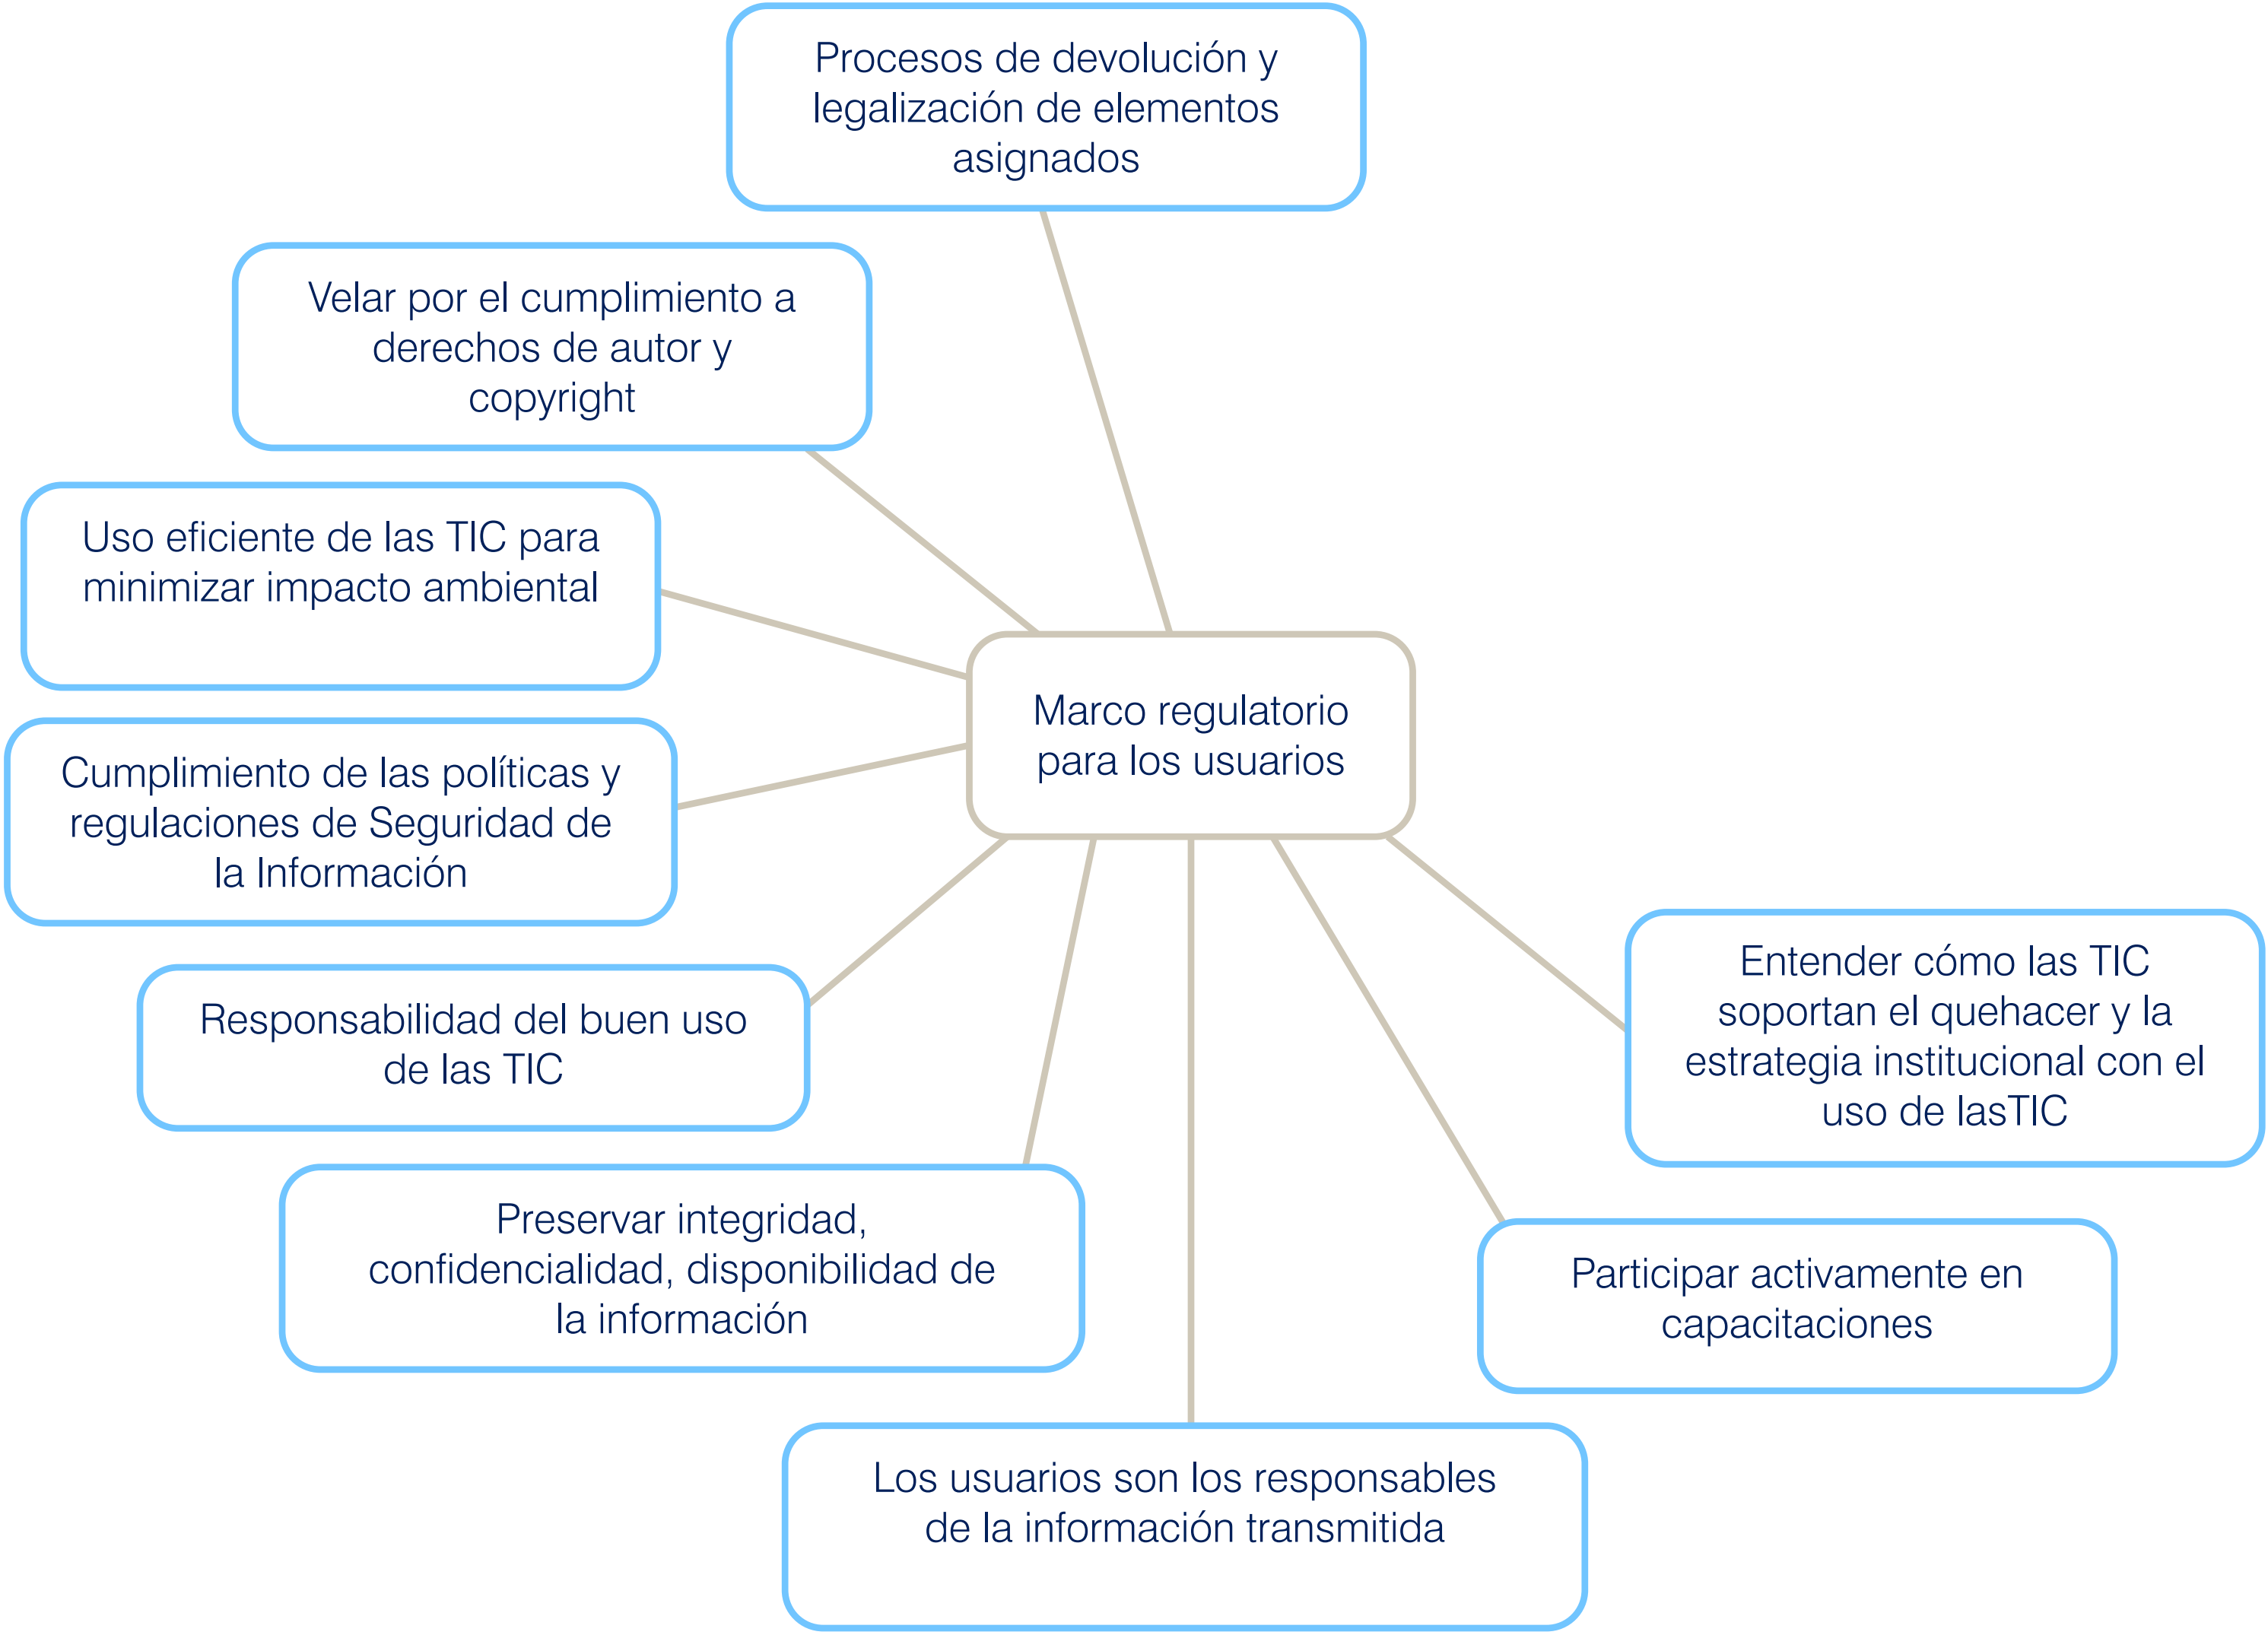 Procesos de devolución y
legalización de elementos
asignados
Velar por el cumplimiento a
derechos de autor y
copyright
Uso eficiente de las TIC para
minimizar impacto ambiental
Marco regulatorio
para los usuarios
Cumplimiento de las políticas y
regulaciones de Seguridad de
la Información
Entender cómo las TIC
soportan el quehacer y la
estrategia institucional con el
uso de lasTIC
Responsabilidad del buen uso
de las TIC
Preservar integridad,
confidencialidad, disponibilidad de
la información
Participar activamente en
capacitaciones
Los usuarios son los responsables
de la información transmitida